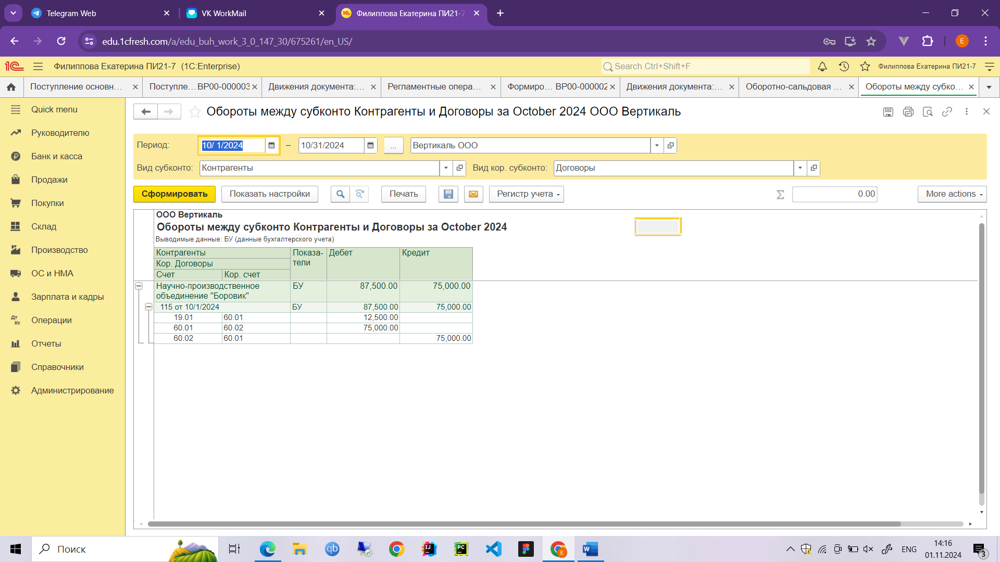 Telegram Web
VK WorkMail
Филиппова Екатерина ПИ21-7
edu.1cfresh.com/a/edu_buh_work_3_0_147_30/675261/en_US/
E
Филиппова Екатерина ПИ21-7 (1C:Enterprise)
Search Ctrl+Shift+F
Филиппова Екатерина ПИ21-7
Поступление основн...
Поступле... ВР00-000003
Движения документа:...
Регламентные опера...
Формиро... ВР00-000002
Движения документа:...
Оборотно-сальдовая ...
Обороты между субко...
Quick menu
Руководителю
Банк и касса
Продажи
Покупки
Склад
Производство
ОС и НМА
Зарплата и кадры
Операции
Отчеты
Справочники
Администрирование
Обороты между субконто Контрагенты и Договоры за October 2024 ООО Вертикаль
Период: 10/ 1/2024 – 10/31/2024 ... Вертикаль ООО
Вид субконто: Контрагенты Вид кор. субконто: Договоры
Сформировать Показать настройки Печать Регистр учета Σ 0.00 More actions
ООО Вертикаль
Обороты между субконто Контрагенты и Договоры за October 2024
Выводимые данные: БУ (данные бухгалтерского учета)
Контрагенты Показа- Дебет Кредит
Кор. Договоры тели
Счет Кор. счет
Научно-производственное БУ 87,500.00 75,000.00
объединение "Боровик"
115 от 10/1/2024 БУ 87,500.00 75,000.00
19.01 60.01 12,500.00
60.01 60.02 75,000.00
60.02 60.01 75,000.00
Поиск
ENG
14:16
01.11.2024
3